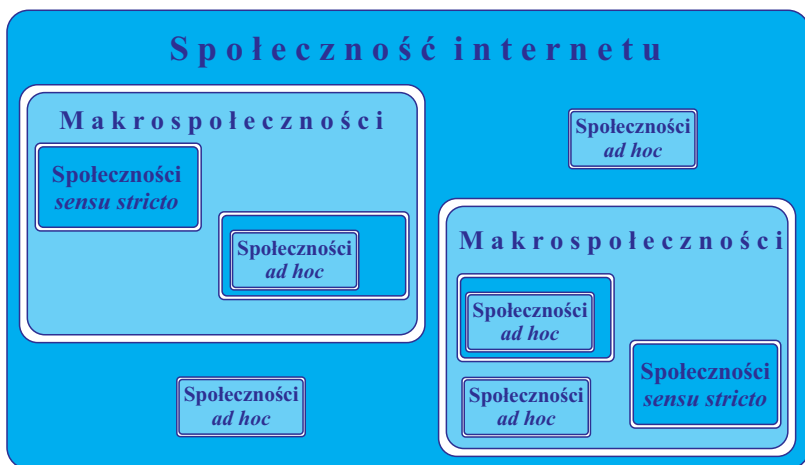 Społeczność internetu
Makrospołeczności
Społeczności
sensu stricto
Społeczności
ad hoc
Społeczności
ad hoc
Społeczności
ad hoc
Makrospołeczności
Społeczności
ad hoc
Społeczności
ad hoc
Społeczności
sensu stricto